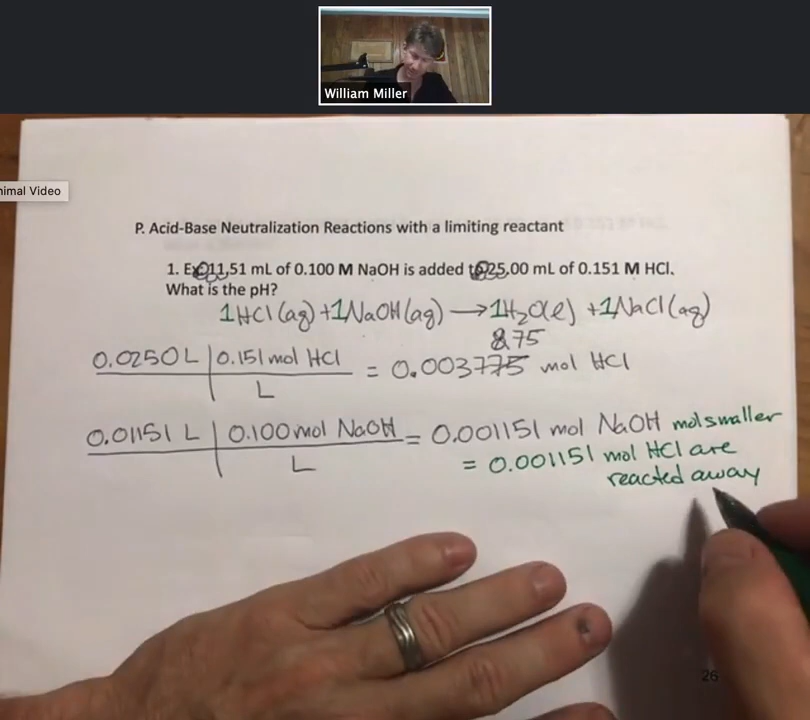 William Miller
nimal Video
P. Acid-Base Neutralization Reactions with a limiting reactant
1. Ex. 11.51 mL of 0.100 M NaOH is added to 25.00 mL of 0.151 M HCl.
What is the pH?
1HCl(aq) + 1NaOH(aq) → 1H2O(l) + 1NaCl(aq)
875
0.0250 L | 0.151 mol HCl = 0.003775 mol HCl
L
0.01151 L | 0.100 mol NaOH = 0.001151 mol NaOH mol smaller
L = 0.001151 mol HCl are
reacted away
26